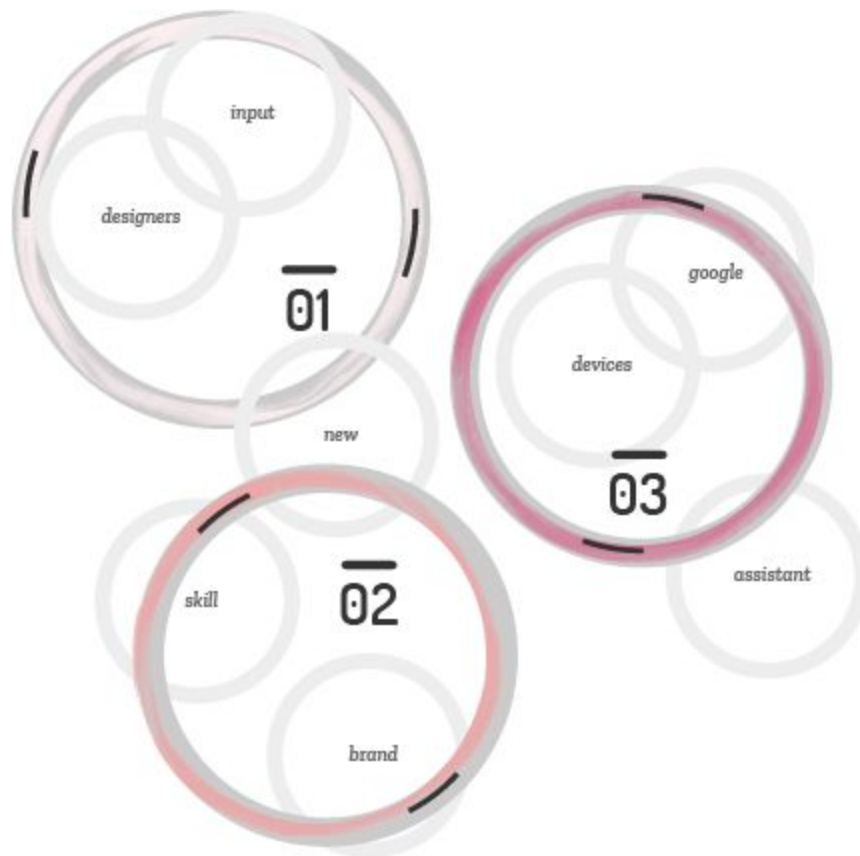 input
designers
01
new
skill
02
brand
google
devices
03
assistant